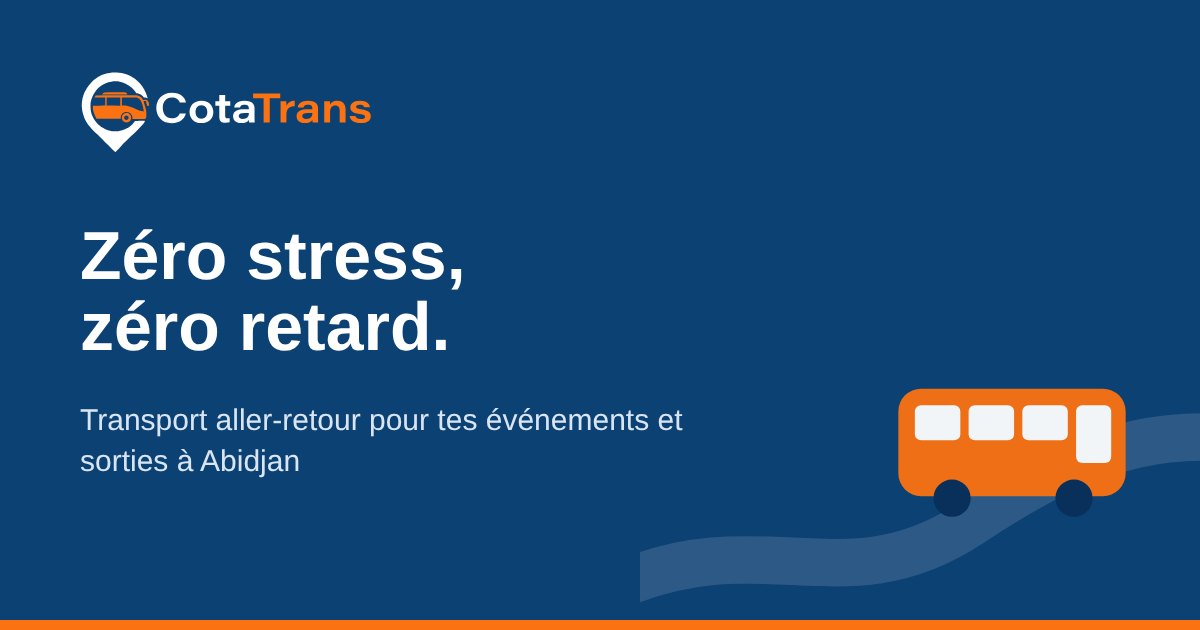 CotaTrans
Zéro stress,
zéro retard.
Transport aller-retour pour tes événements et
sorties à Abidjan